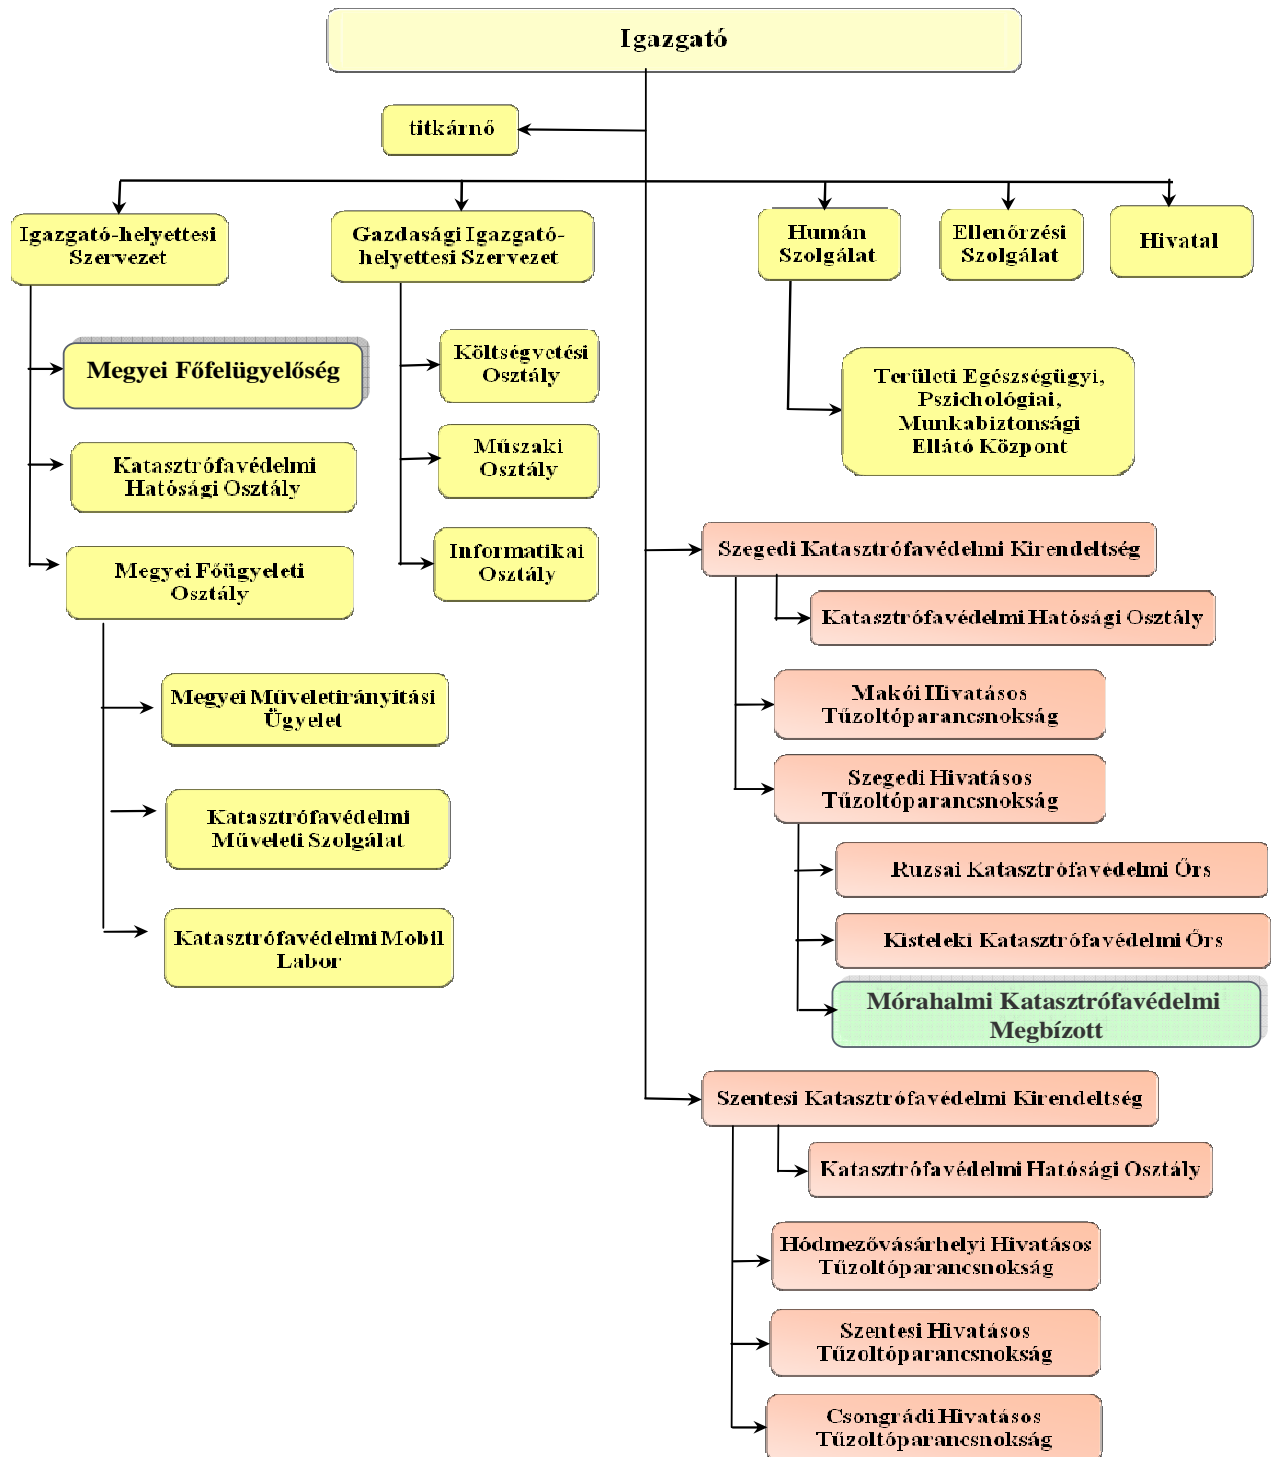 Igazgató
titkárnő
Igazgató-helyettesi
Szervezet
Gazdasági Igazgató-
helyettesi Szervezet
Humán
Szolgálat
Ellenőrzési
Szolgálat
Hivatal
Megyei Főfelügyelőség
Katasztrófavédelmi
Hatósági Osztály
Megyei Főügyeleti
Osztály
Megyei Műveletirányítási
Ügyelet
Katasztrófavédelmi
Műveleti Szolgálat
Katasztrófavédelmi Mobil
Labor
Költségvetési
Osztály
Műszaki
Osztály
Informatikai
Osztály
Területi Egészségügyi,
Pszichológiai,
Munkabiztonsági
Ellátó Központ
Szegedi Katasztrófavédelmi Kirendeltség
Katasztrófavédelmi Hatósági Osztály
Makói Hivatásos
Tűzoltóparancsnokság
Szegedi Hivatásos
Tűzoltóparancsnokság
Ruzsai Katasztrófavédelmi Őrs
Kisteleki Katasztrófavédelmi Őrs
Mórahalmi Katasztrófavédelmi
Megbízott
Szentesi Katasztrófavédelmi Kirendeltség
Katasztrófavédelmi Hatósági Osztály
Hódmezővásárhelyi Hivatásos
Tűzoltóparancsnokság
Szentesi Hivatásos
Tűzoltóparancsnokság
Csongrádi Hivatásos
Tűzoltóparancsnokság